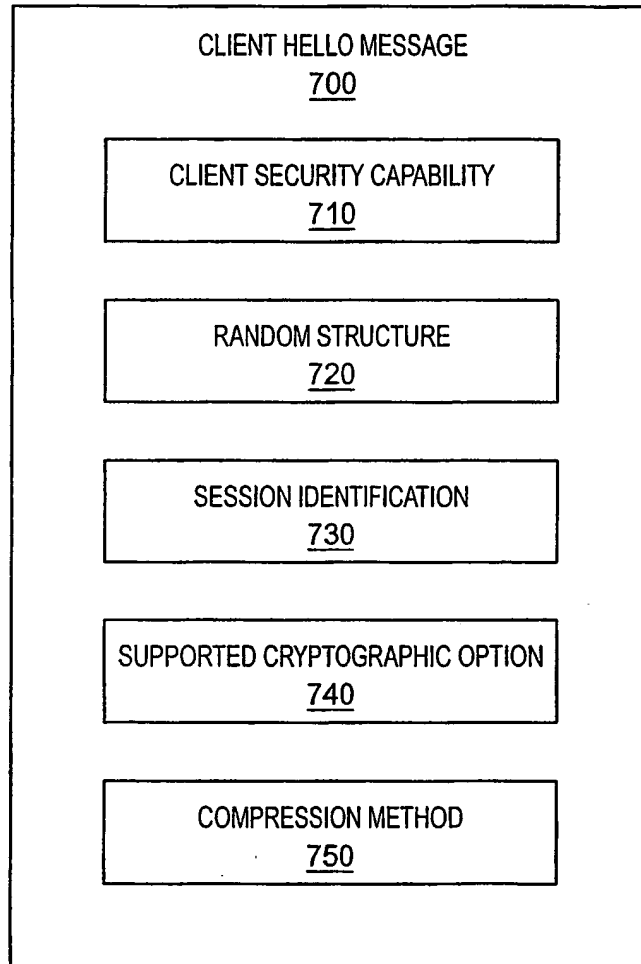 CLIENT HELLO MESSAGE
700
CLIENT SECURITY CAPABILITY
710
RANDOM STRUCTURE
720
SESSION IDENTIFICATION
730
SUPPORTED CRYPTOGRAPHIC OPTION
740
COMPRESSION METHOD
750